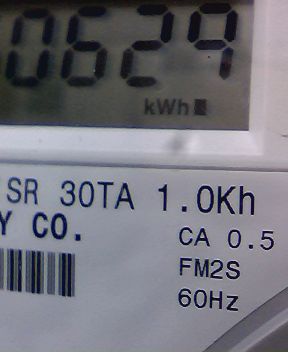 0629
kWh
SR 30TA 1.0Kh
Y CO.
CA 0.5
FM2S
60Hz